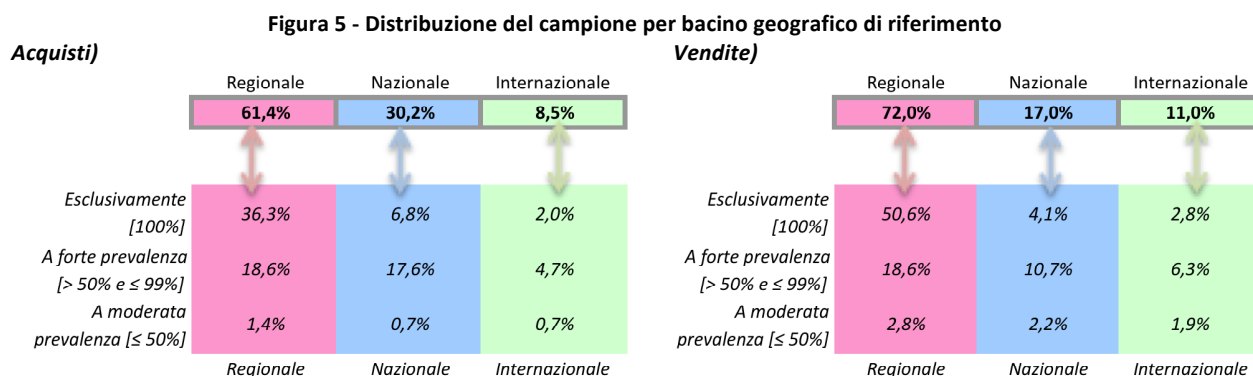 Figura 5 - Distribuzione del campione per bacino geografico di riferimento
Acquisti)
Regionale Nazionale Internazionale
61,4% 30,2% 8,5%
Esclusivamente
[100%]
36,3% 6,8% 2,0%
A forte prevalenza
[> 50% e ≤ 99%]
18,6% 17,6% 4,7%
A moderata
prevalenza [≤ 50%]
1,4% 0,7% 0,7%
Regionale Nazionale Internazionale
Vendite)
Regionale Nazionale Internazionale
72,0% 17,0% 11,0%
Esclusivamente
[100%]
50,6% 4,1% 2,8%
A forte prevalenza
[> 50% e ≤ 99%]
18,6% 10,7% 6,3%
A moderata
prevalenza [≤ 50%]
2,8% 2,2% 1,9%
Regionale Nazionale Internazionale